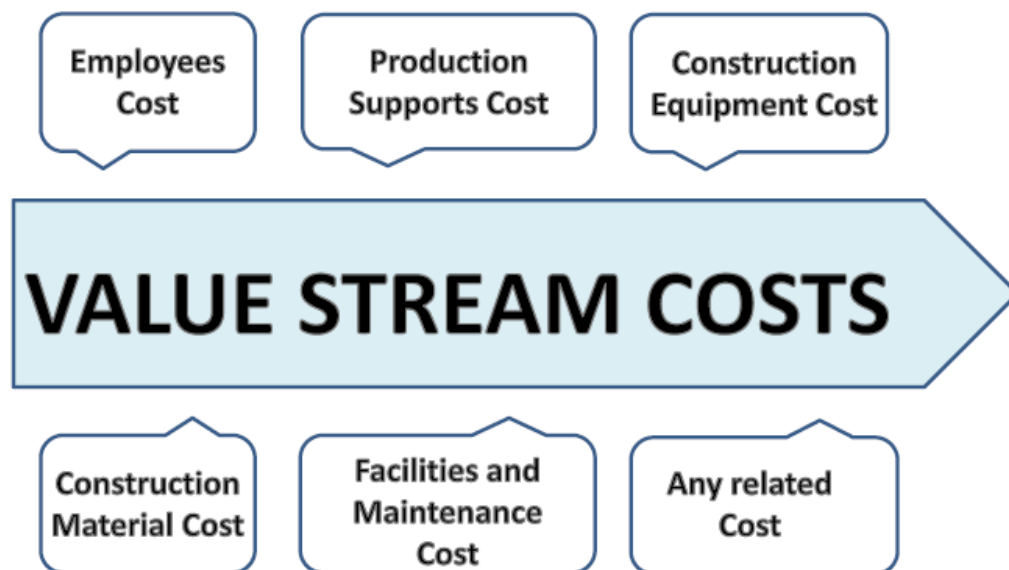 Employees
Cost
Production
Supports Cost
Construction
Equipment Cost
VALUE STREAM COSTS
Construction
Material Cost
Facilities and
Maintenance
Cost
Any related
Cost